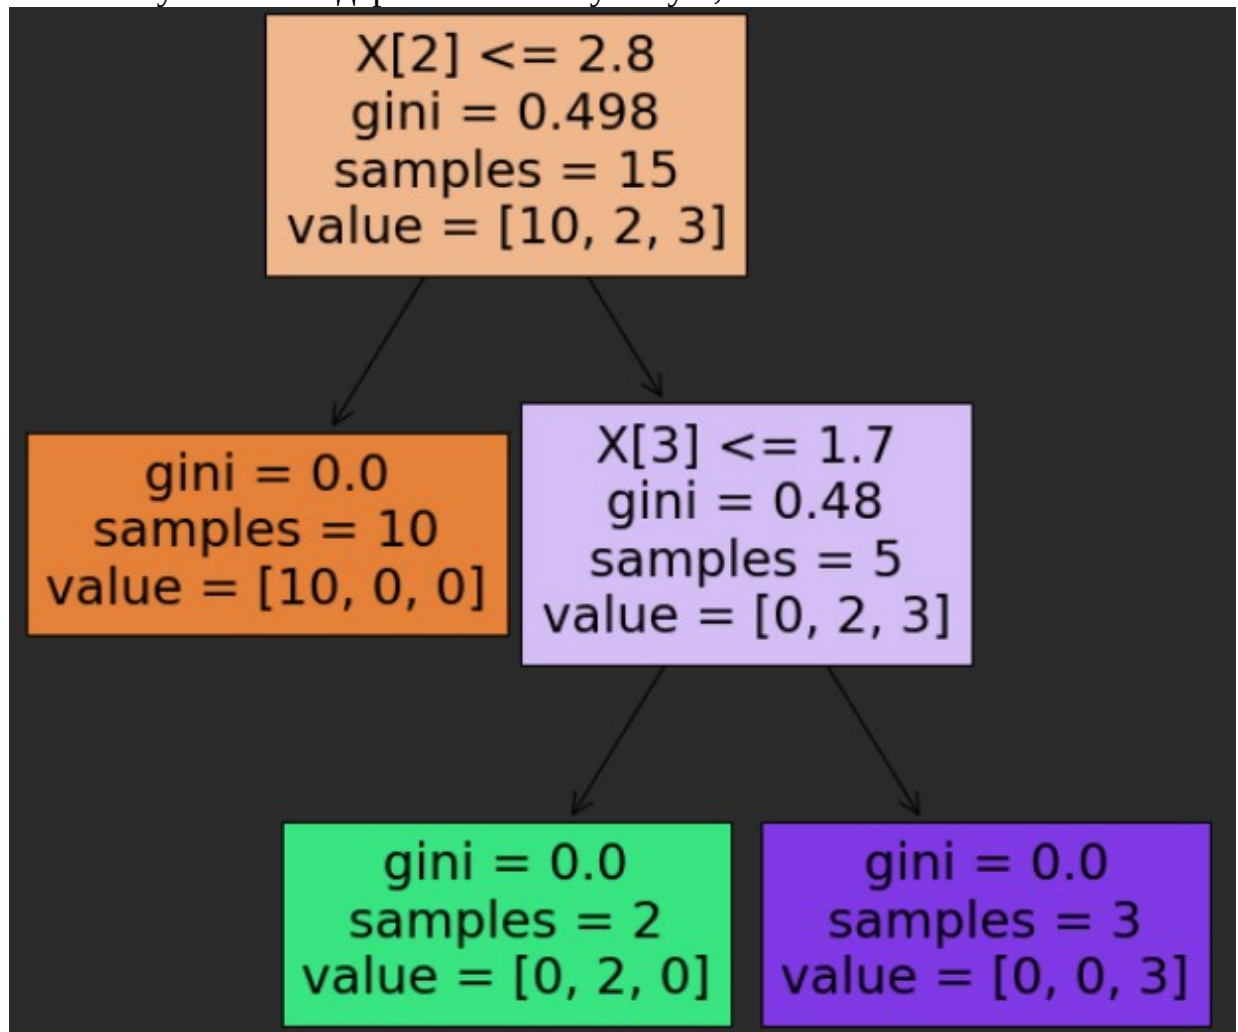 X[2] <= 2.8
gini = 0.498
samples = 15
value = [10, 2, 3]
gini = 0.0
samples = 10
value = [10, 0, 0]
X[3] <= 1.7
gini = 0.48
samples = 5
value = [0, 2, 3]
gini = 0.0
samples = 2
value = [0, 2, 0]
gini = 0.0
samples = 3
value = [0, 0, 3]